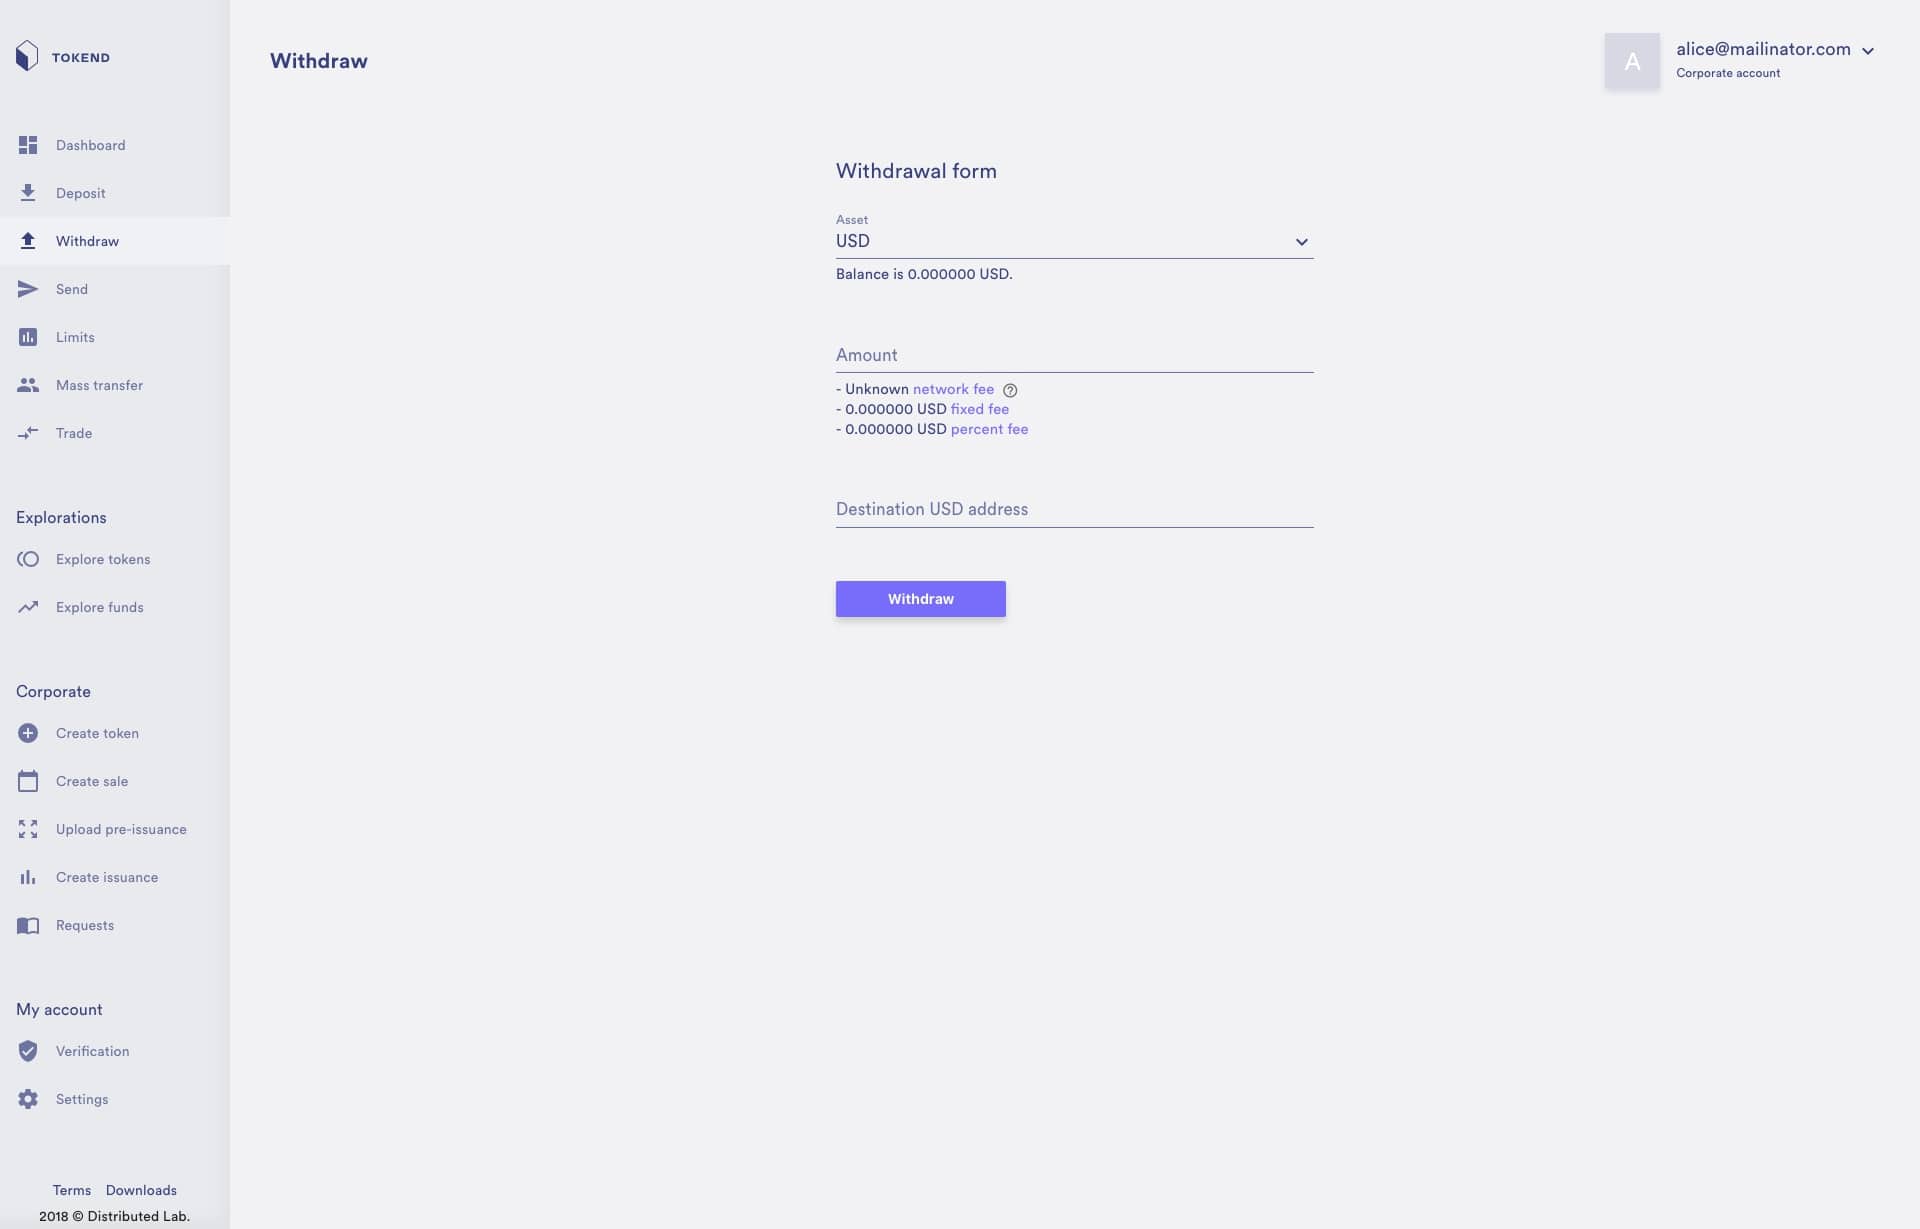 TOKEND
Dashboard
Deposit
Withdraw
Send
Limits
Mass transfer
Trade
Explorations
Explore tokens
Explore funds
Corporate
Create token
Create sale
Upload pre-issuance
Create issuance
Requests
My account
Verification
Settings
Terms Downloads
2018 © Distributed Lab.
Withdraw
A
alice@mailinator.com
Corporate account
Withdrawal form
Asset
USD
Balance is 0.000000 USD.
Amount
- Unknown network fee ?
- 0.000000 USD fixed fee
- 0.000000 USD percent fee
Destination USD address
Withdraw